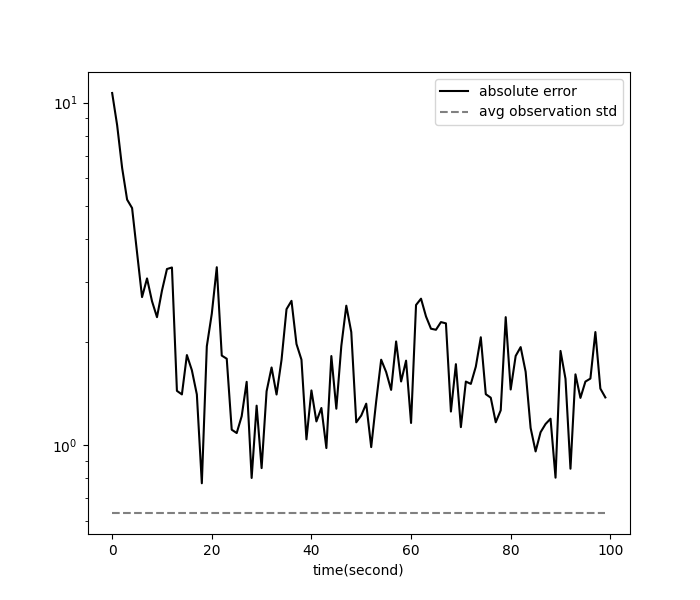 absolute error
avg observation std
10¹
10⁰
0 20 40 60 80 100
time(second)